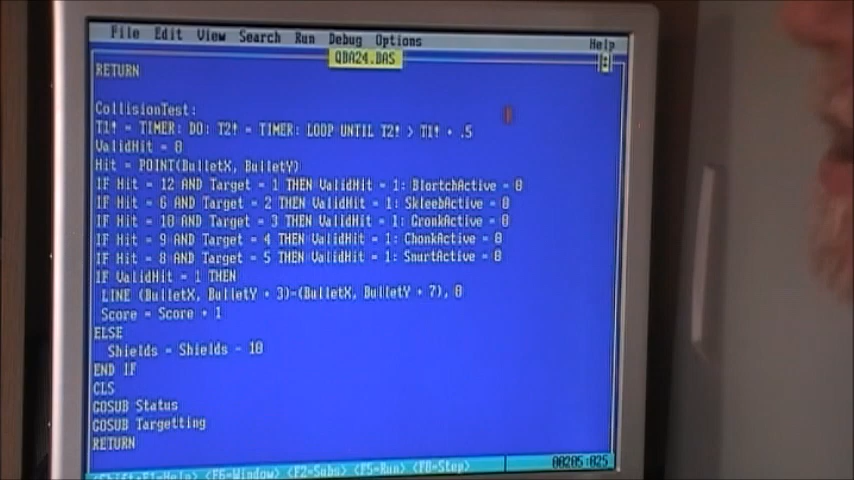 File Edit View Search Run Debug Options Help
QBA24.BAS
RETURN
CollisionTest:
T1! = TIMER: DO: T2! = TIMER: LOOP UNTIL T2! > T1! + .5
ValidHit = 0
Hit = POINT(BulletX, BulletY)
IF Hit = 12 AND Target = 1 THEN ValidHit = 1: BlortchActive = 0
IF Hit = 6 AND Target = 2 THEN ValidHit = 1: SkleebActive = 0
IF Hit = 10 AND Target = 3 THEN ValidHit = 1: CronkActive = 0
IF Hit = 9 AND Target = 4 THEN ValidHit = 1: ChonkActive = 0
IF Hit = 8 AND Target = 5 THEN ValidHit = 1: SnurtActive = 0
IF ValidHit = 1 THEN
LINE (BulletX, BulletY + 3)-(BulletX, BulletY + 7), 0
Score = Score + 1
ELSE
Shields = Shields - 10
END IF
CLS
GOSUB Status
GOSUB Targetting
RETURN
<Shift+F1=Help> <F6=Window> <F2=Subs> <F5=Run> <F8=Step> 00205:025